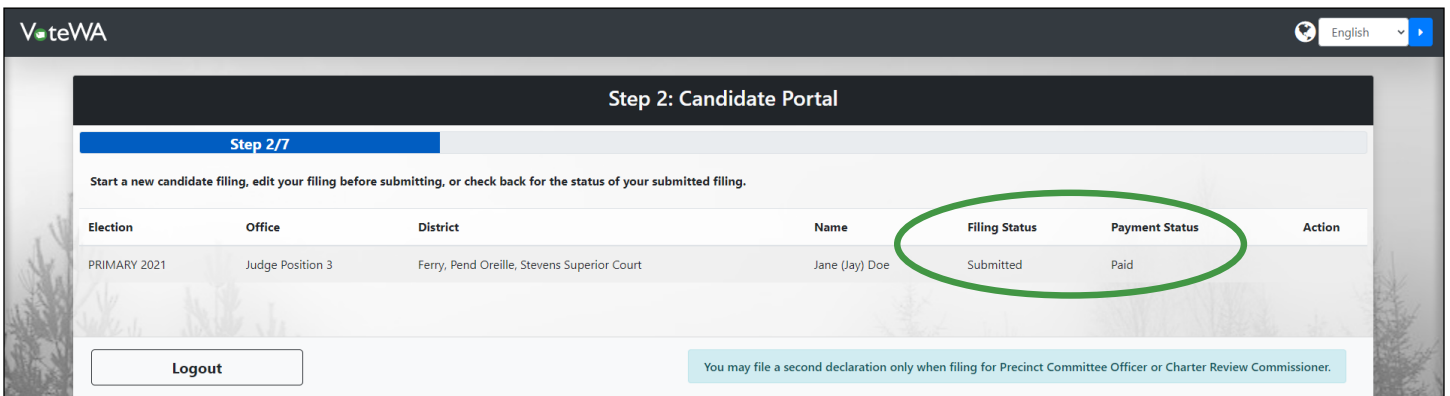 VoteWA
English
Step 2: Candidate Portal
Step 2/7
Start a new candidate filing, edit your filing before submitting, or check back for the status of your submitted filing.
Election Office District Name Filing Status Payment Status Action
PRIMARY 2021 Judge Position 3 Ferry, Pend Oreille, Stevens Superior Court Jane (Jay) Doe Submitted Paid
Logout
You may file a second declaration only when filing for Precinct Committee Officer or Charter Review Commissioner.